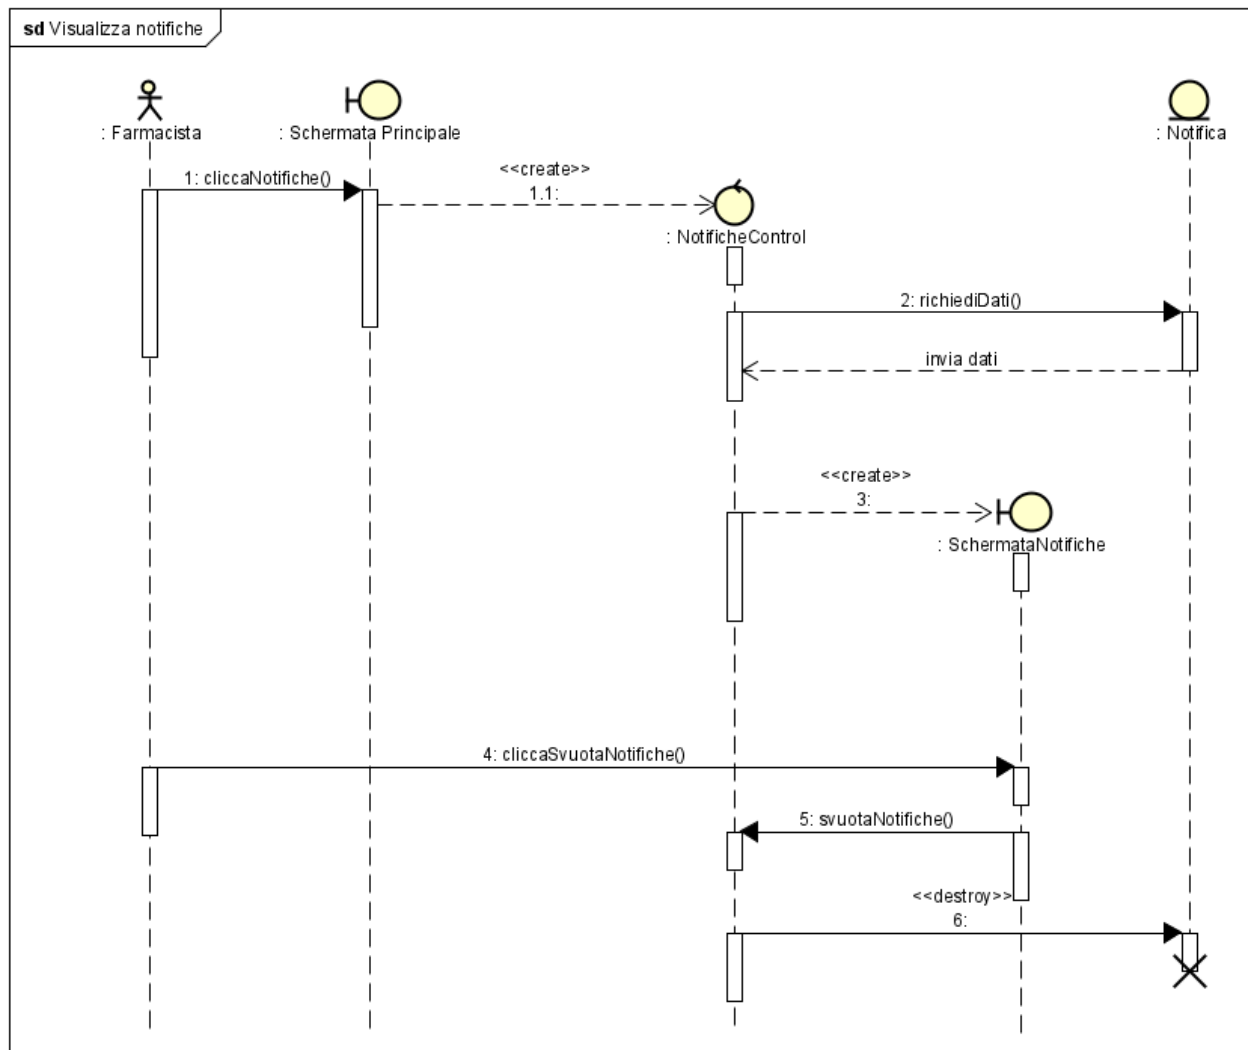 sd Visualizza notifiche
: Farmacista
: Schermata Principale
: Notifica
1: cliccaNotifiche()
<<create>>
1.1:
: NotificheControl
2: richiediDati()
invia dati
<<create>>
3:
: SchermataNotifiche
4: cliccaSvuotaNotifiche()
5: svuotaNotifiche()
<<destroy>>
6: